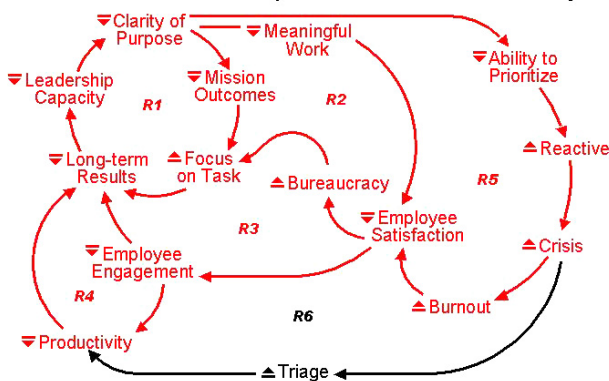 Clarity of
Purpose
Meaningful
Work
Ability to
Prioritize
Leadership
Capacity
Mission
Outcomes
R1
R2
Long-term
Results
Focus
on Task
Reactive
Bureaucracy
R5
Employee
Satisfaction
R3
Employee
Engagement
Crisis
R4
Burnout
R6
Productivity
Triage